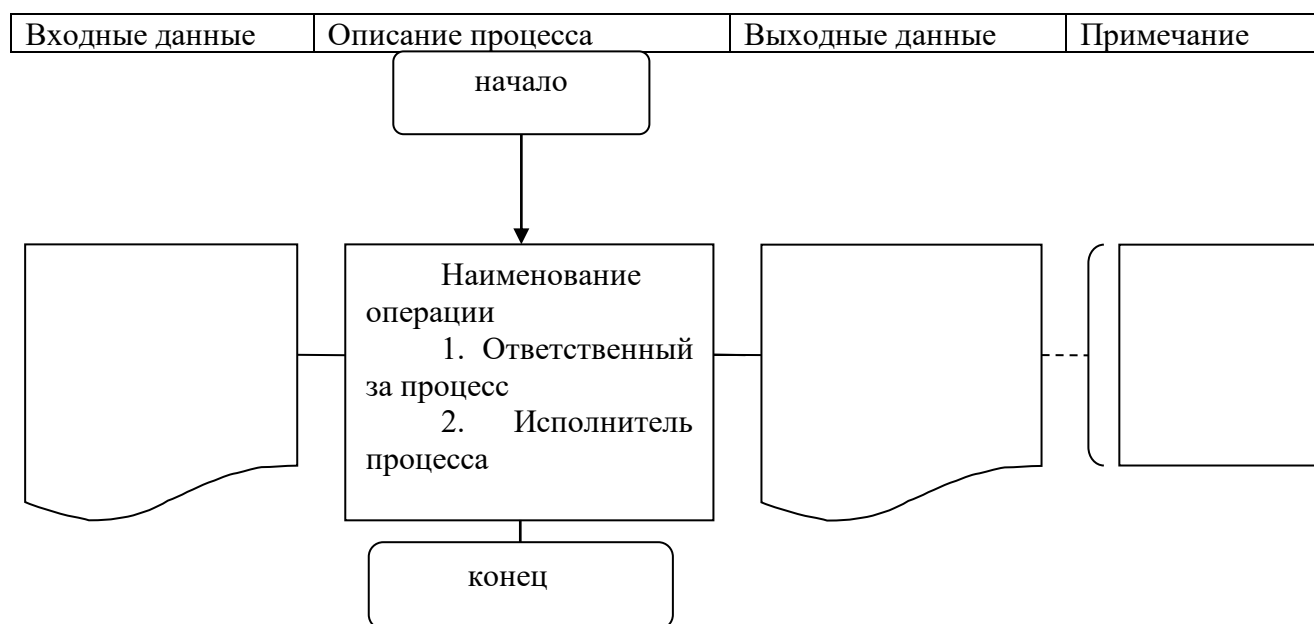 Входные данные Описание процесса Выходные данные Примечание
начало
Наименование
операции
1. Ответственный
за процесс
2. Исполнитель
процесса
конец